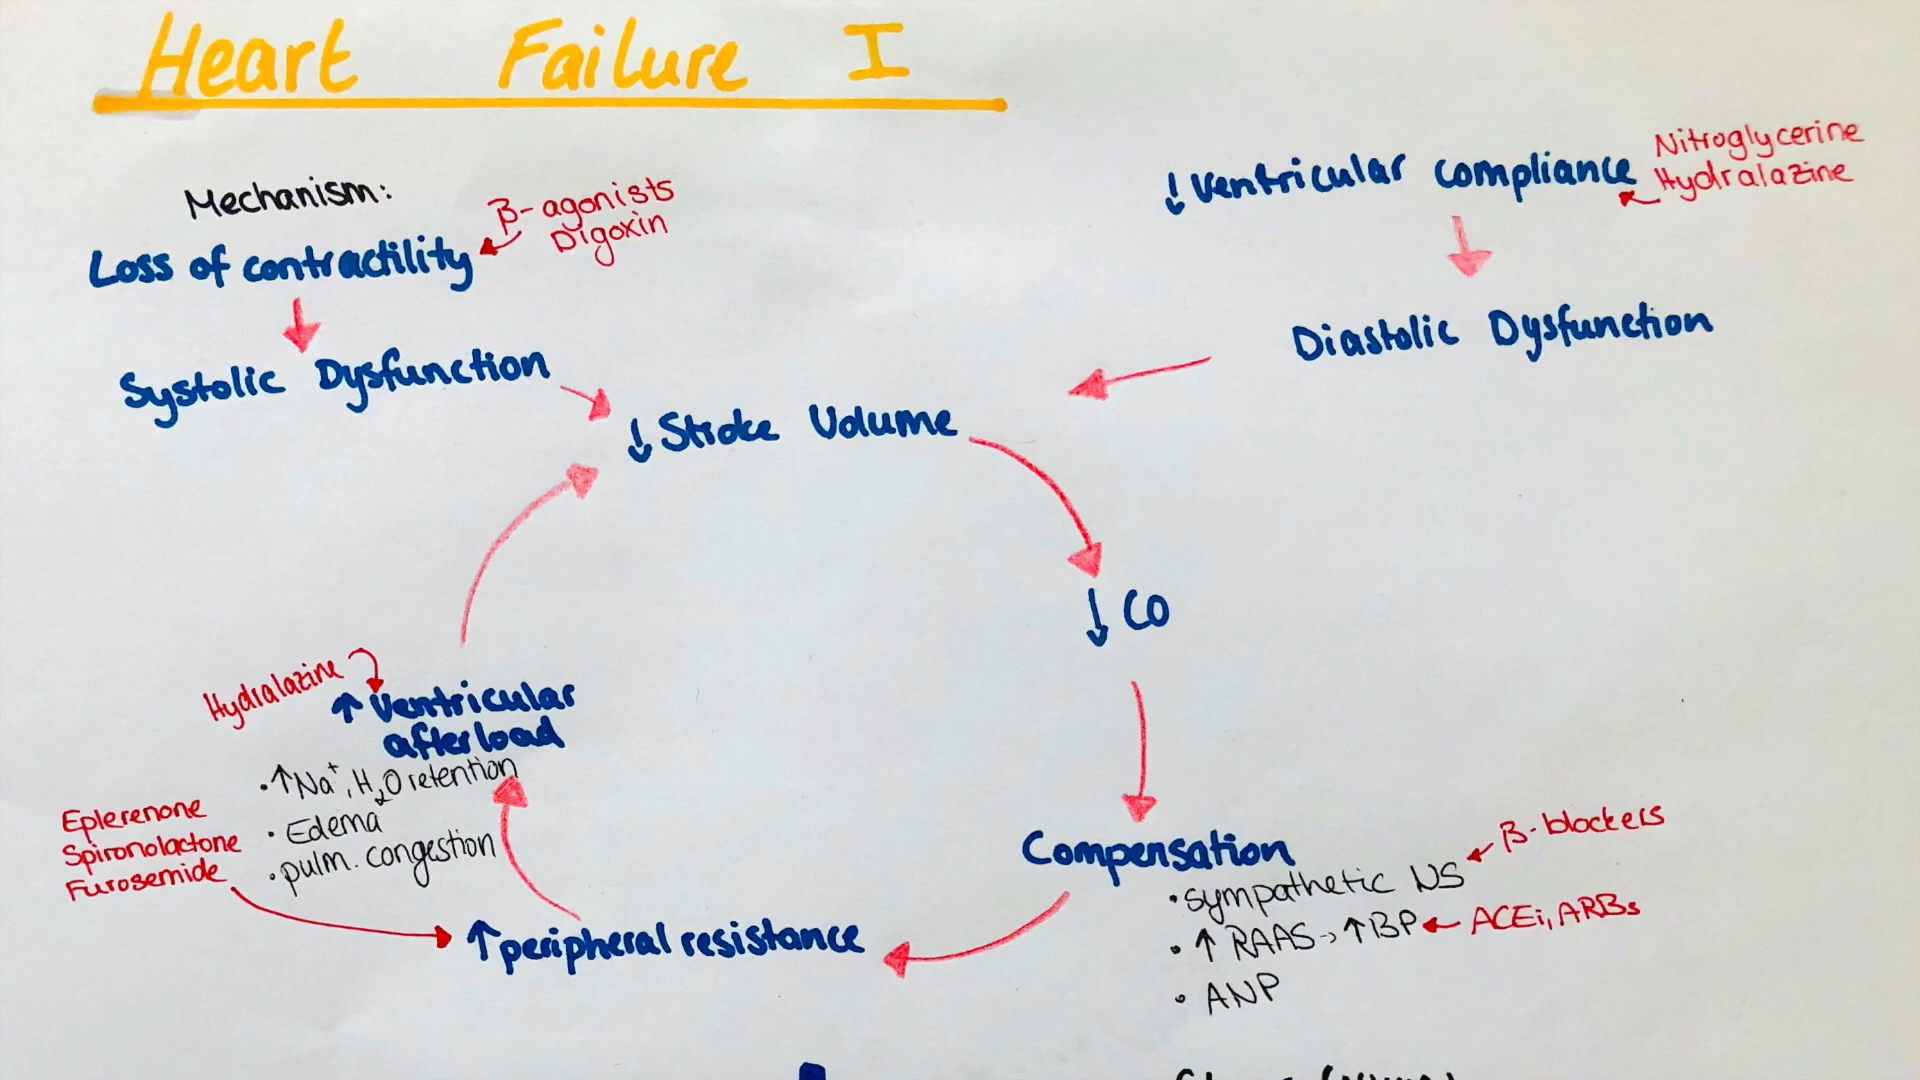 Heart Failure I
Mechanism:
Loss of contractility
β-agonists
Digoxin
Systolic Dysfunction
↓ Ventricular compliance
Nitroglycerine
Hydralazine
Diastolic Dysfunction
↓ Stroke Volume
↓ CO
Compensation
• sympathetic NS
β-blockers
• ↑ RAAS → ↑ BP ← ACEi, ARBs
• ANP
↑ peripheral resistance
Eplerenone
Spironolactone
Furosemide
Hydralazine
↑ Ventricular
afterload
• ↑ Na⁺, H₂O retention
• Edema
• pulm. congestion